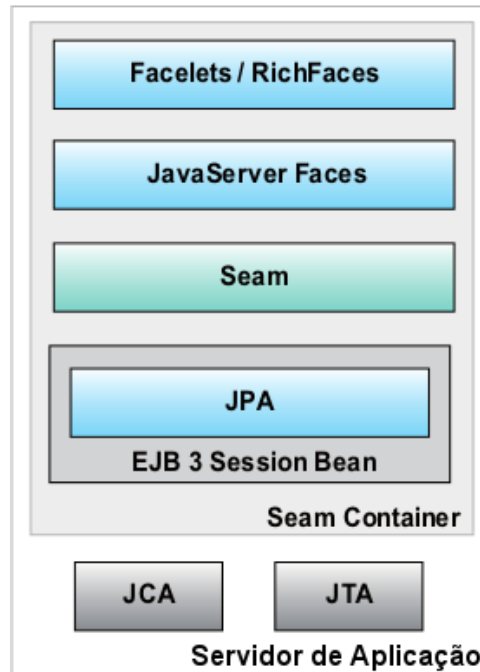 Facelets / RichFaces
JavaServer Faces
Seam
JPA
EJB 3 Session Bean
Seam Container
JCA
JTA
Servidor de Aplicação